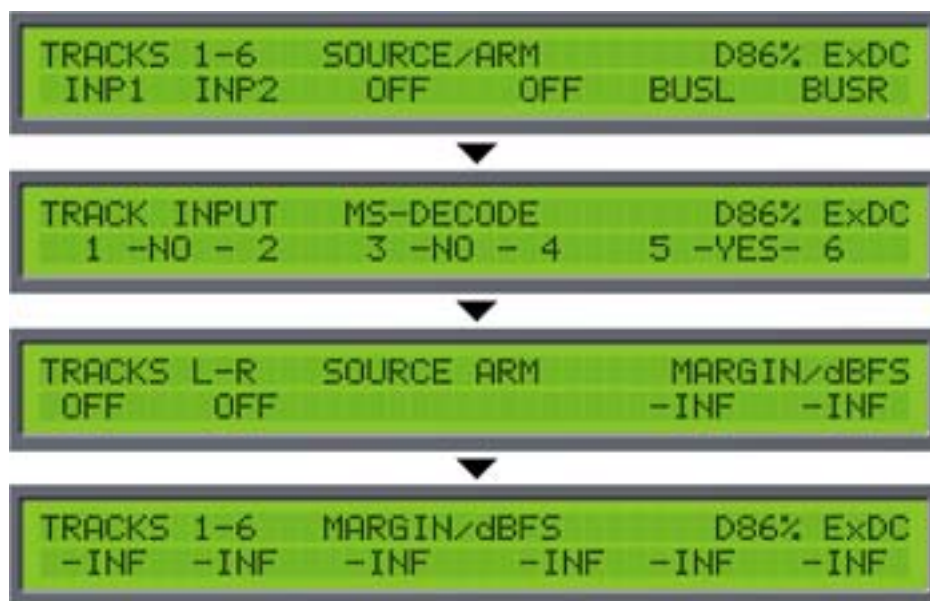 TRACKS 1-6 SOURCE/ARM D86% ExDC
INP1 INP2 OFF OFF BUSL BUSR
TRACK INPUT MS-DECODE D86% ExDC
1 -NO - 2 3 -NO - 4 5 -YES- 6
TRACKS L-R SOURCE ARM MARGIN/dBFS
OFF OFF -INF -INF
TRACKS 1-6 MARGIN/dBFS D86% ExDC
-INF -INF -INF -INF -INF -INF